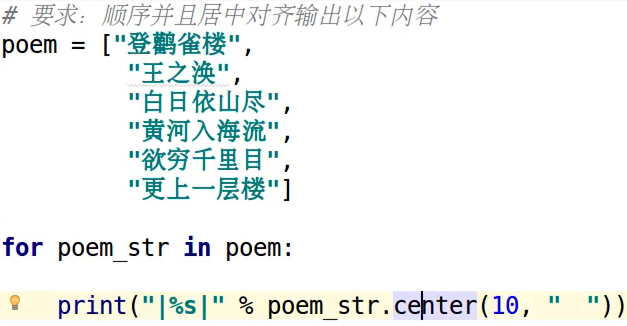 # 要求：顺序并且居中对齐输出以下内容
poem = ["登鹳雀楼",
"王之涣",
"白日依山尽",
"黄河入海流",
"欲穷千里目",
"更上一层楼"]
for poem_str in poem:
print("|%s|" % poem_str.center(10, "　"))